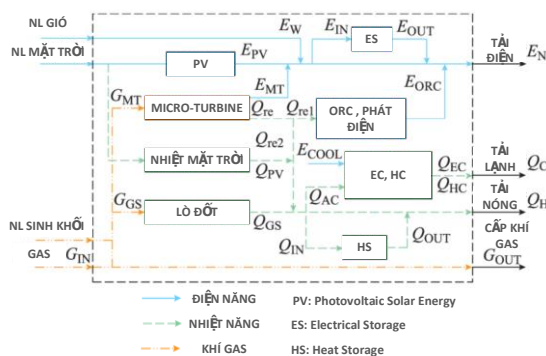 NL GIÓ
NL MẶT TRỜI
E_W
E_IN
ES
E_OUT
PV
E_PV
TẢI ĐIỆN
E_N
E_MT
E_ORC
G_MT
MICRO-TURBINE
Q_re
Q_re1
ORC , PHÁT ĐIỆN
Q_re2
NHIỆT MẶT TRỜI
Q_PV
E_COOL
EC, HC
Q_EC
Q_HC
TẢI LẠNH
Q_C
Q_AC
G_GS
LÒ ĐỐT
Q_GS
TẢI NÓNG
Q_H
NL SINH KHỐI
Q_IN
HS
Q_OUT
CẤP KHÍ GAS
GAS
G_IN
G_OUT
ĐIỆN NĂNG
PV: Photovoltaic Solar Energy
NHIỆT NĂNG
ES: Electrical Storage
KHÍ GAS
HS: Heat Storage